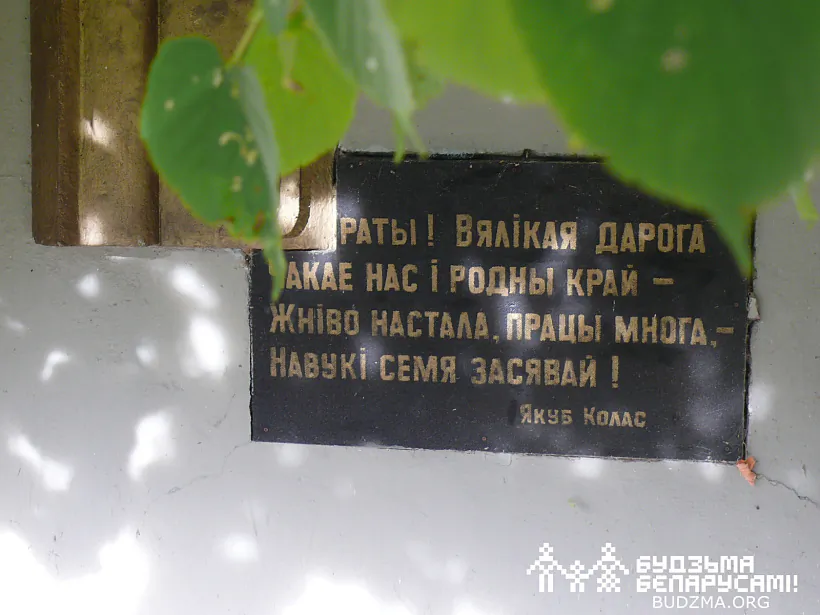 РАТЫ! ВЯЛІКАЯ ДАРОГА
ЧАКАЕ НАС І РОДНЫ КРАЙ –
ЖНІВО НАСТАЛА, ПРАЦЫ МНОГА,–
НАВУКІ СЕМЯ ЗАСЯВАЙ!
ЯКУБ КОЛАС
БУДЗЬМА
БЕЛАРУСАМІ!
BUDZMA.ORG